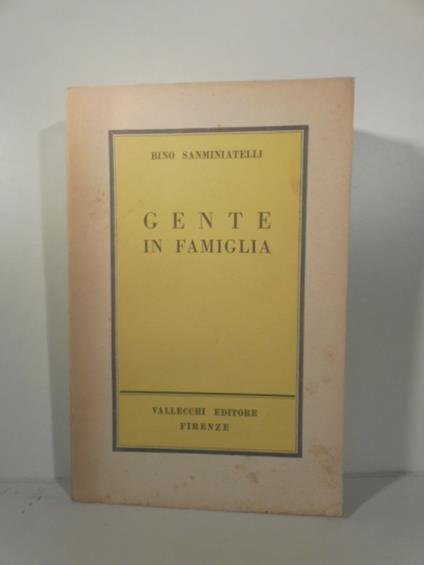 BINO SANMINIATELLI
GENTE
IN FAMIGLIA
VALLECCHI EDITORE
FIRENZE